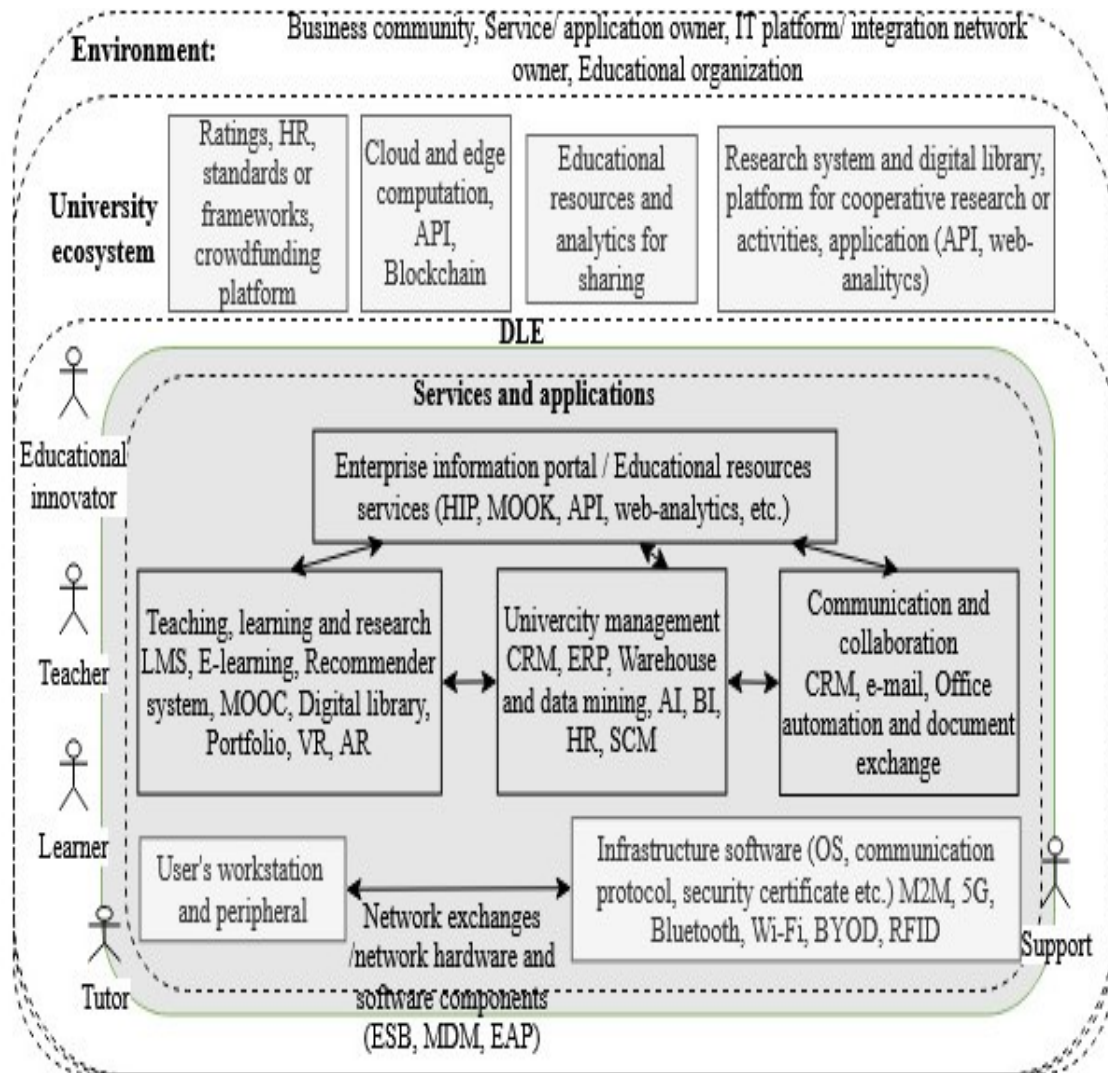 Environment:
Business community, Service/ application owner, IT platform/ integration network
owner, Educational organization
University
ecosystem
Ratings, HR,
standards or
frameworks,
crowdfunding
platform
Cloud and edge
computation,
API,
Blockchain
Educational
resources and
analytics for
sharing
Research system and digital library,
platform for cooperative research or
activities, application (API, web-
analitycs)
DLE
Services and applications
Educational
innovator
Enterprise information portal / Educational resources
services (HIP, MOOK, API, web-analytics, etc.)
Teacher
Teaching, learning and research
LMS, E-learning, Recommender
system, MOOC, Digital library,
Portfolio, VR, AR
Univercity management
CRM, ERP, Warehouse
and data mining, AI, BI,
HR, SCM
Communication and
collaboration
CRM, e-mail, Office
automation and document
exchange
Learner
User's workstation
and peripheral
Network exchanges
/network hardware and
software components
(ESB, MDM, EAP)
Infrastructure software (OS, communication
protocol, security certificate etc.) M2M, 5G,
Bluetooth, Wi-Fi, BYOD, RFID
Tutor
Support